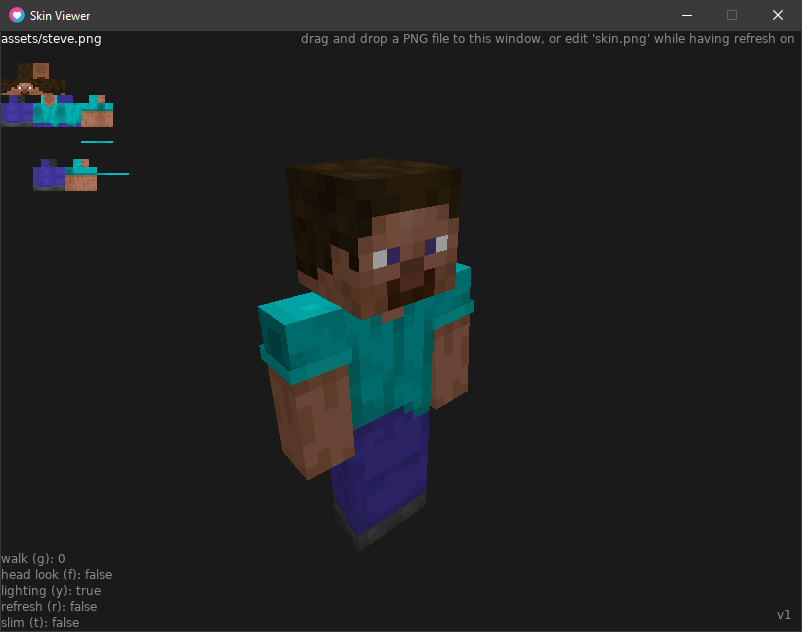 Skin Viewer
assets/steve.png
drag and drop a PNG file to this window, or edit 'skin.png' while having refresh on
walk (g): 0
head look (f): false
lighting (y): true
refresh (r): false
slim (t): false
v1